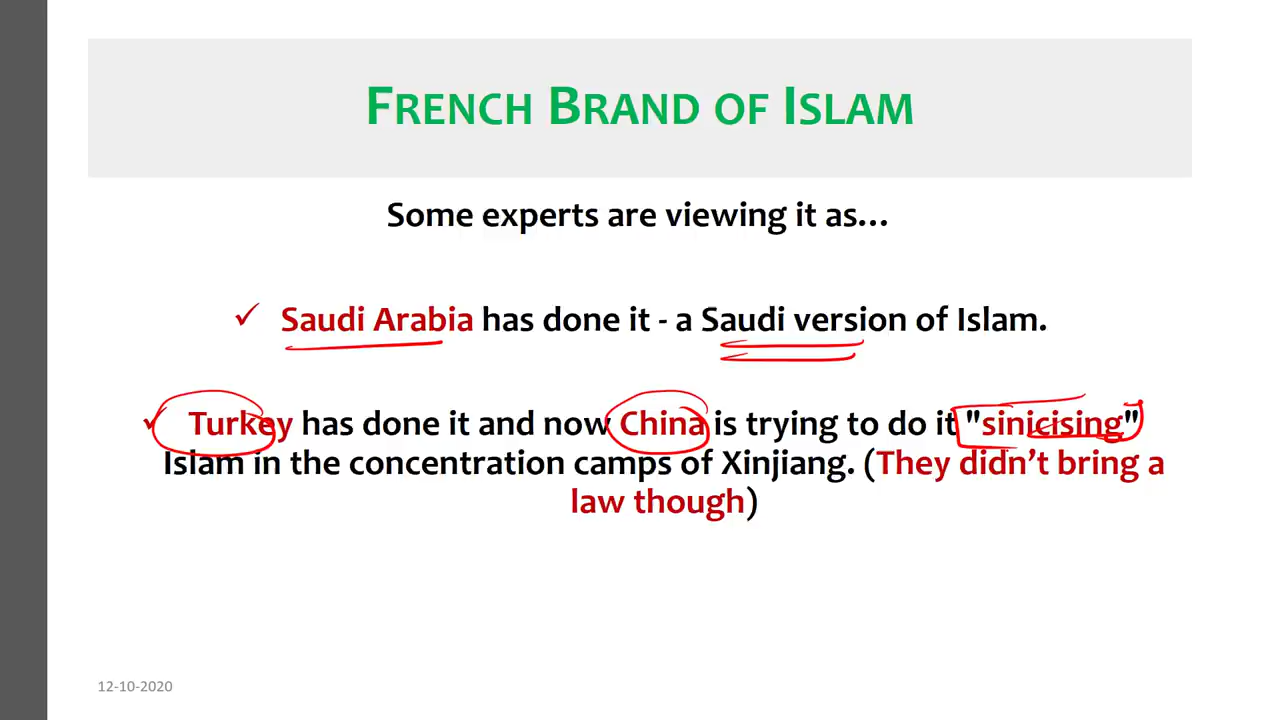 FRENCH BRAND OF ISLAM
Some experts are viewing it as...
✓ Saudi Arabia has done it - a Saudi version of Islam.
✓ Turkey has done it and now China is trying to do it "sinicising"
Islam in the concentration camps of Xinjiang. (They didn't bring a
law though)
12-10-2020